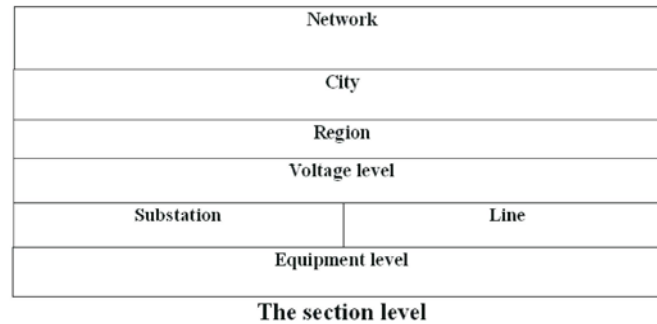 Network
City
Region
Voltage level
Substation Line
Equipment level
The section level